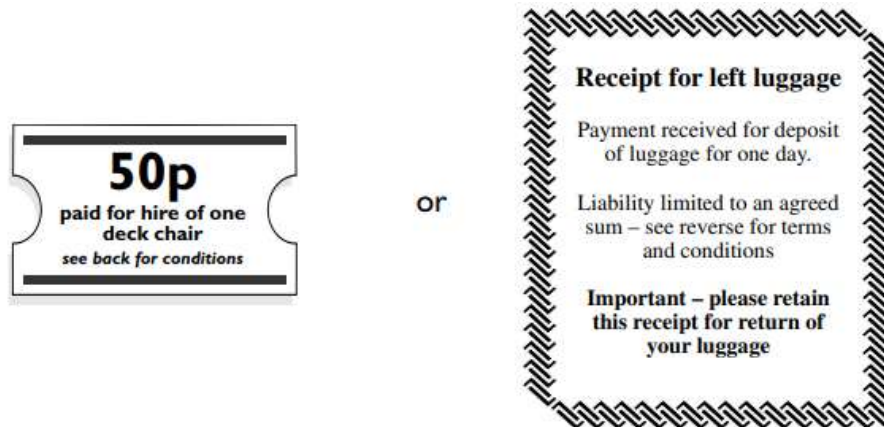 50p
paid for hire of one
deck chair
see back for conditions
or
Receipt for left luggage
Payment received for deposit
of luggage for one day.
Liability limited to an agreed
sum – see reverse for terms
and conditions
Important – please retain
this receipt for return of
your luggage